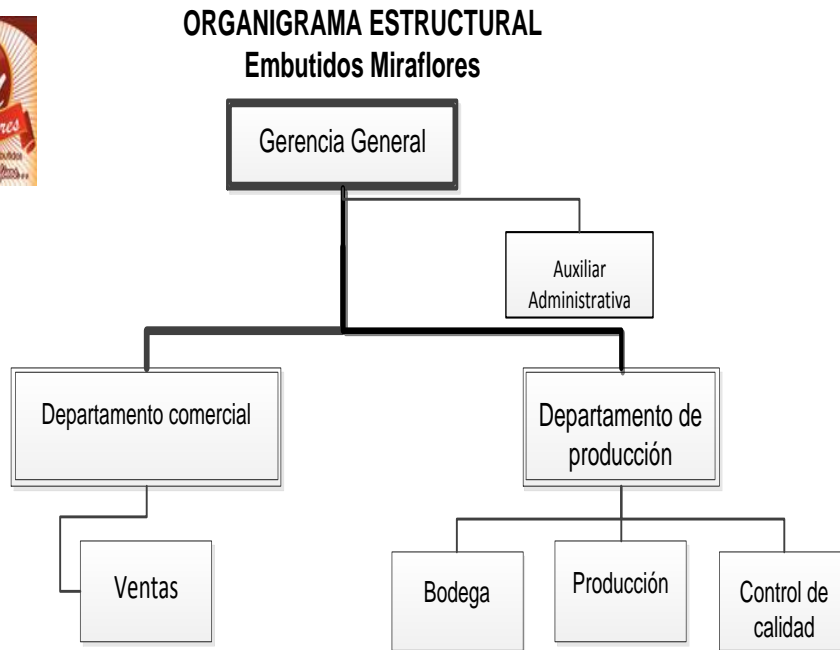 ORGANIGRAMA ESTRUCTURAL
Embutidos Miraflores
Gerencia General
Auxiliar
Administrativa
Departamento comercial
Departamento de
producción
Ventas
Bodega
Producción
Control de
calidad